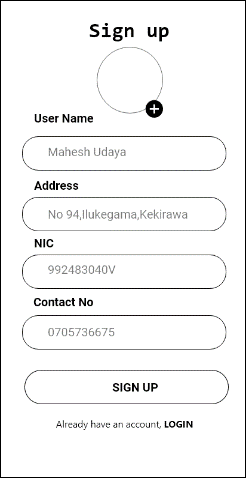 Sign up
User Name
Mahesh Udaya
Address
No 94,Ilukegama,Kekirawa
NIC
992483040V
Contact No
0705736675
SIGN UP
Already have an account, LOGIN